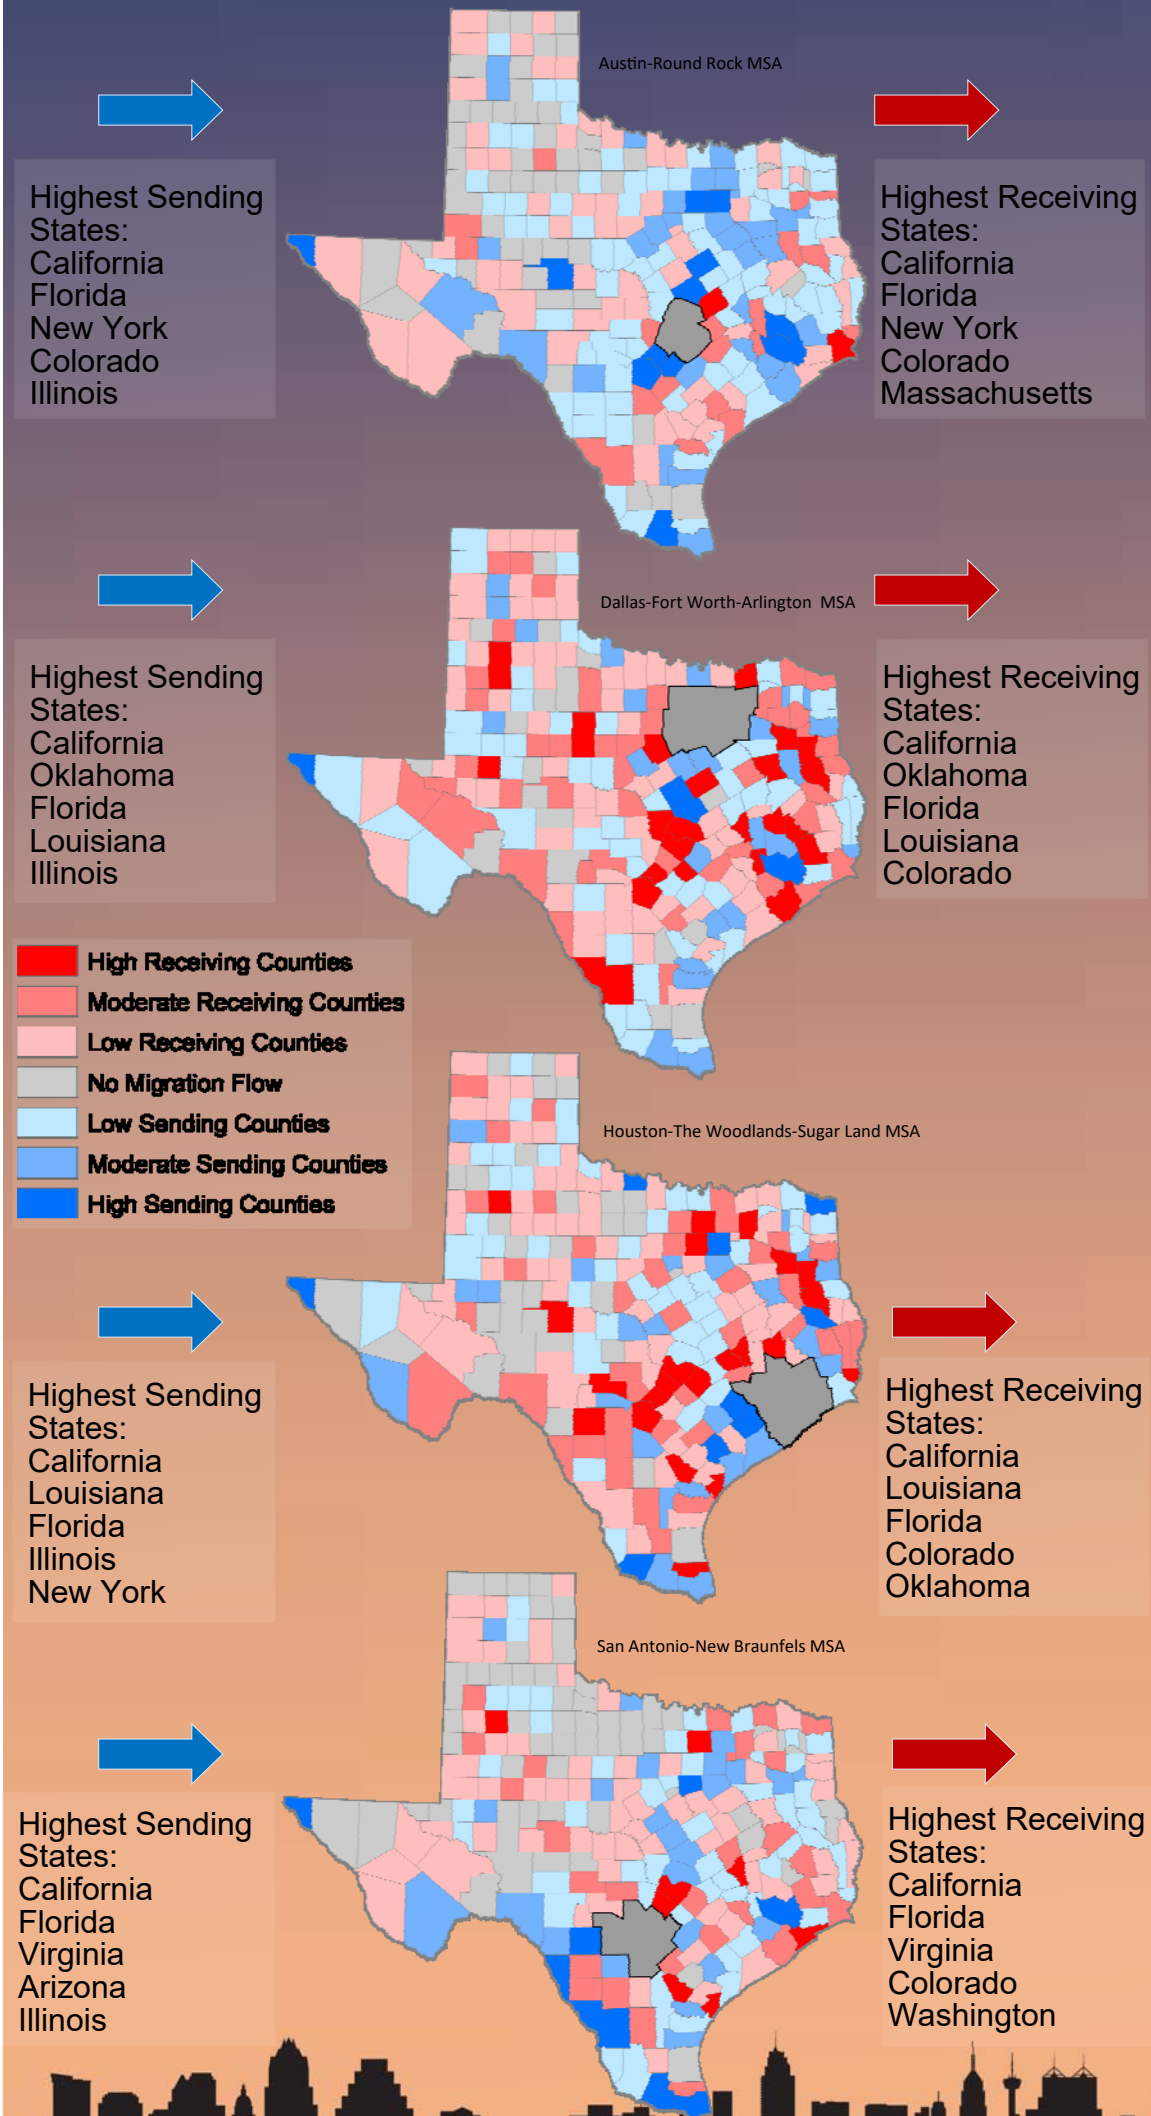 Austin-Round Rock MSA
Highest Sending
States:
California
Florida
New York
Colorado
Illinois
Highest Receiving
States:
California
Florida
New York
Colorado
Massachusetts
Dallas-Fort Worth-Arlington MSA
Highest Sending
States:
California
Oklahoma
Florida
Louisiana
Illinois
Highest Receiving
States:
California
Oklahoma
Florida
Louisiana
Colorado
High Receiving Counties
Moderate Receiving Counties
Low Receiving Counties
No Migration Flow
Low Sending Counties
Moderate Sending Counties
High Sending Counties
Houston-The Woodlands-Sugar Land MSA
Highest Sending
States:
California
Louisiana
Florida
Illinois
New York
Highest Receiving
States:
California
Louisiana
Florida
Colorado
Oklahoma
San Antonio-New Braunfels MSA
Highest Sending
States:
California
Florida
Virginia
Arizona
Illinois
Highest Receiving
States:
California
Florida
Virginia
Colorado
Washington